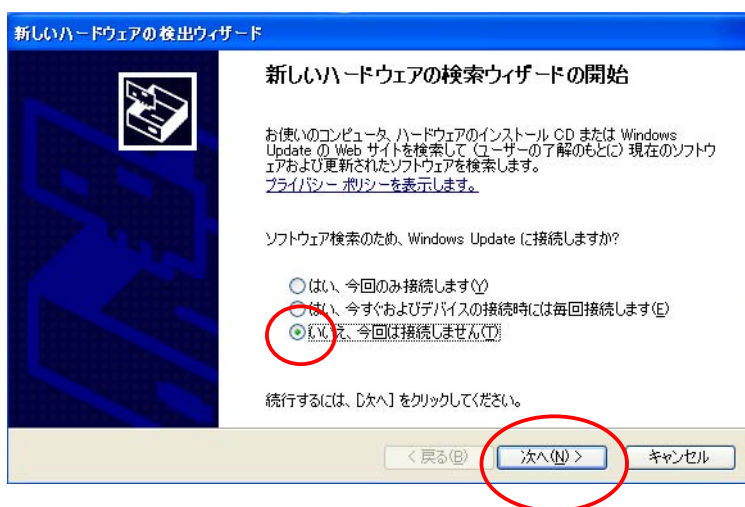 新しいハードウェアの検出ウィザード
新しいハードウェアの検索ウィザードの開始
お使いのコンピュータ、ハードウェアのインストール CD または Windows
Update の Web サイトを検索して (ユーザーの了解のもとに) 現在のソフトウ
ェアおよび更新されたソフトウェアを検索します。
プライバシー ポリシーを表示します。
ソフトウェア検索のため、Windows Update に接続しますか?
はい、今回のみ接続します(Y)
はい、今すぐおよびデバイスの接続時には毎回接続します(E)
いいえ、今回は接続しません(T)
続行するには、[次へ] をクリックしてください。
< 戻る(B) 次へ(N) > キャンセル